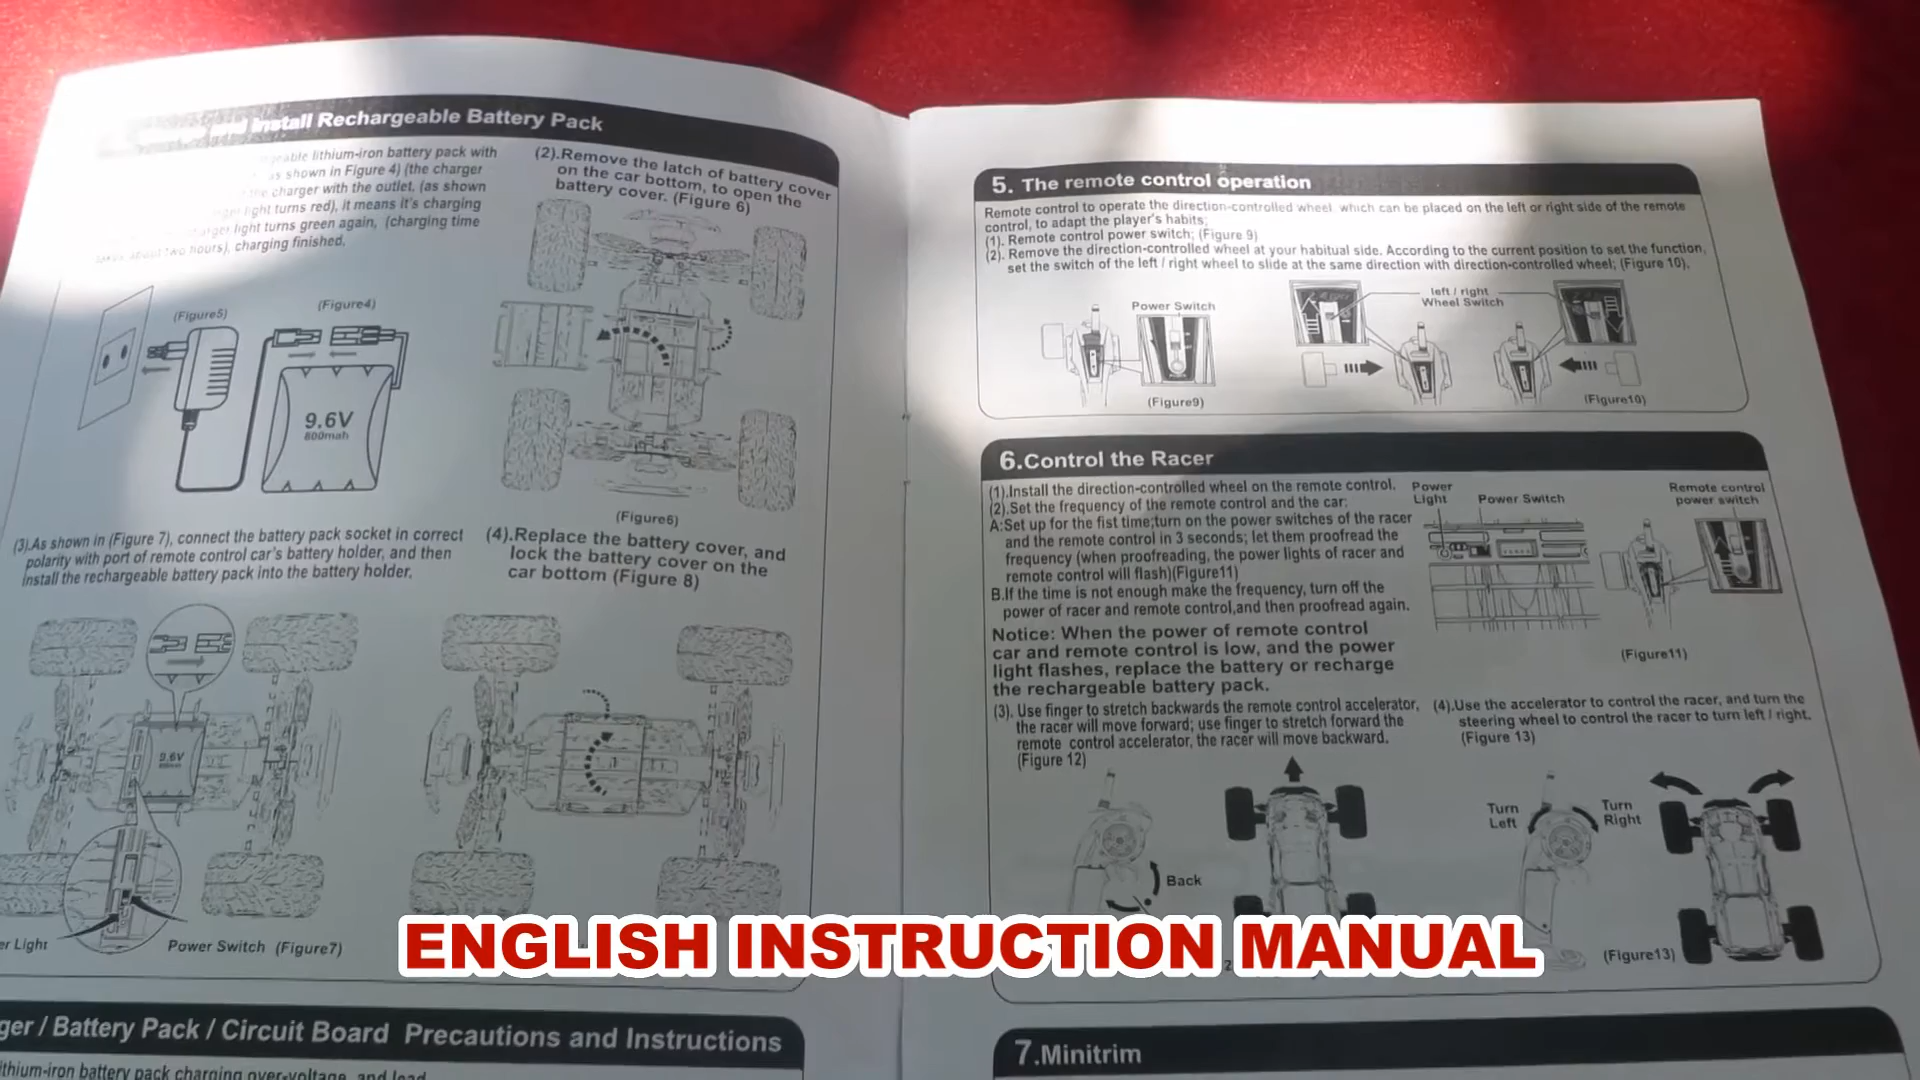 Install Rechargeable Battery Pack
lithium-iron battery pack with
as shown in Figure 4) (the charger
the charger with the outlet, (as shown
light turns red), it means it's charging
light turns green again, (charging time
about two hours), charging finished.
(Figure5)
(Figure4)
9.6V
800mah
(2).Remove the latch of battery cover
on the car bottom, to open the
battery cover. (Figure 6)
(Figure6)
(3).As shown in (Figure 7), connect the battery pack socket in correct
polarity with port of remote control car's battery holder, and then
install the rechargeable battery pack into the battery holder.
(4).Replace the battery cover, and
lock the battery cover on the
car bottom (Figure 8)
9.6V
Light
Power Switch (Figure7)
/ Battery Pack / Circuit Board Precautions and Instructions
battery pack charging over-voltage, and
5. The remote control operation
Remote control to operate the direction-controlled wheel which can be placed on the left or right side of the remote
control, to adapt the player's habits;
(1). Remote control power switch; (Figure 9)
(2). Remove the direction-controlled wheel at your habitual side. According to the current position to set the function,
set the switch of the left / right wheel to slide at the same direction with direction-controlled wheel; (Figure 10).
Power Switch
(Figure9)
left / right
Wheel Switch
(Figure10)
6.Control the Racer
(1).Install the direction-controlled wheel on the remote control.
(2).Set the frequency of the remote control and the car:
A:Set up for the fist time;turn on the power switches of the racer
and the remote control in 3 seconds; let them proofread the
frequency (when proofreading, the power lights of racer and
remote control will flash)(Figure11)
B.If the time is not enough make the frequency, turn off the
power of racer and remote control,and then proofread again.
Notice: When the power of remote control
car and remote control is low, and the power
light flashes, replace the battery or recharge
the rechargeable battery pack.
Power
Light
Power Switch
Remote control
power switch
(Figure11)
(3). Use finger to stretch backwards the remote control accelerator,
the racer will move forward; use finger to stretch forward the
remote control accelerator, the racer will move backward.
(Figure 12)
Back
(4).Use the accelerator to control the racer, and turn the
steering wheel to control the racer to turn left / right.
(Figure 13)
Turn
Left
Turn
Right
(Figure13)
ENGLISH INSTRUCTION MANUAL
7.Minitrim